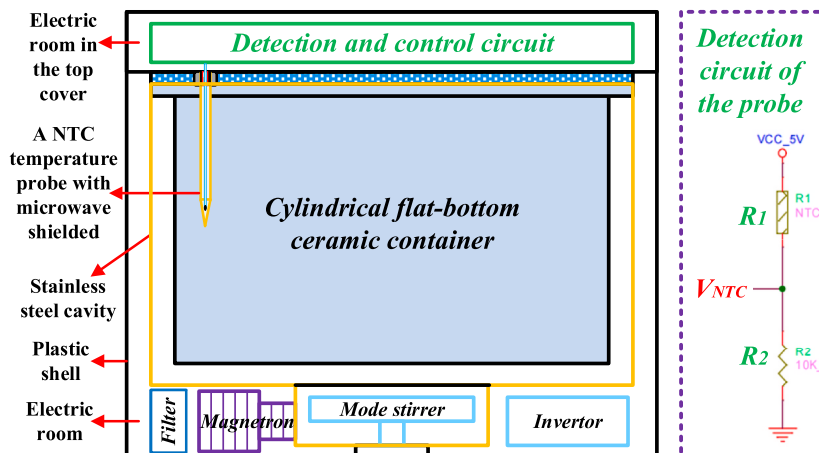 Electric
room in
the top
cover
Detection and control circuit
A NTC
temperature
probe with
microwave
shielded
Cylindrical flat-bottom
ceramic container
Stainless
steel cavity
Plastic
shell
Electric
room
Filter
Magnetron
Mode stirrer
Invertor
Detection
circuit of
the probe
VCC_5V
R1
R1
NTC
VNTC
R2
R2
10K_